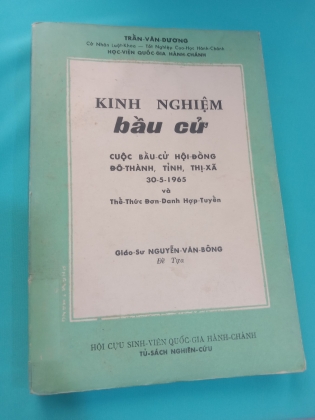 TRẦN-VĂN-DƯƠNG
Cử Nhân Luật-Khoa — Tốt Nghiệp Cao-Học Hành-Chánh
HỌC-VIỆN QUỐC-GIA HÀNH-CHÁNH
KINH NGHIỆM
bầu cử
CUỘC BẦU-CỬ HỘI-ĐỒNG
ĐÔ-THÀNH, TỈNH, THỊ-XÃ
30-5-1965
và
Thể-Thức Đơn-Danh Hợp-Tuyển
Giáo-Sư NGUYỄN-VĂN-BÔNG
Đề Tựa
HỘI CỰU SINH-VIÊN QUỐC-GIA HÀNH-CHÁNH
TỦ-SÁCH NGHIÊN-CỨU